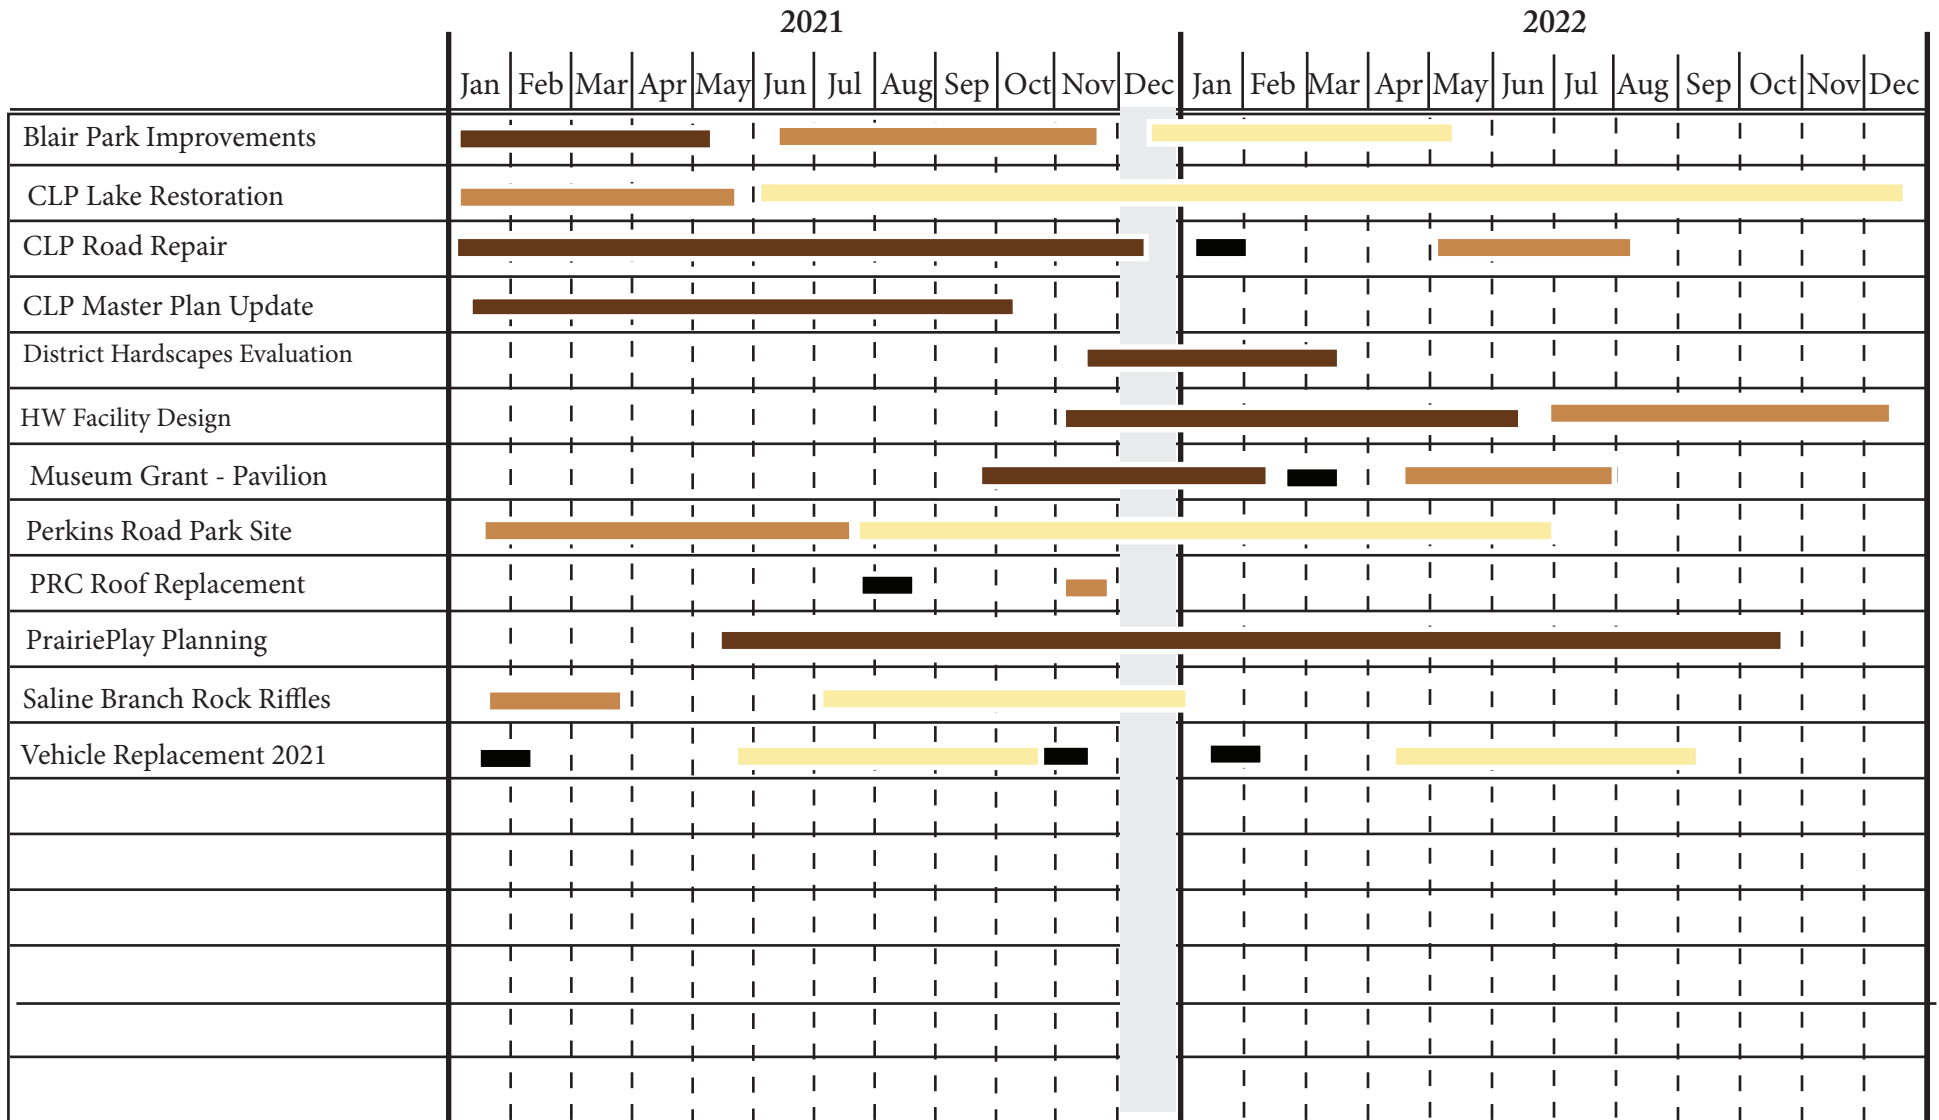 2021 2022
Jan Feb Mar Apr May Jun Jul Aug Sep Oct Nov Dec Jan Feb Mar Apr May Jun Jul Aug Sep Oct Nov Dec
Blair Park Improvements
CLP Lake Restoration
CLP Road Repair
CLP Master Plan Update
District Hardscapes Evaluation
HW Facility Design
Museum Grant - Pavilion
Perkins Road Park Site
PRC Roof Replacement
PrairiePlay Planning
Saline Branch Rock Riffles
Vehicle Replacement 2021